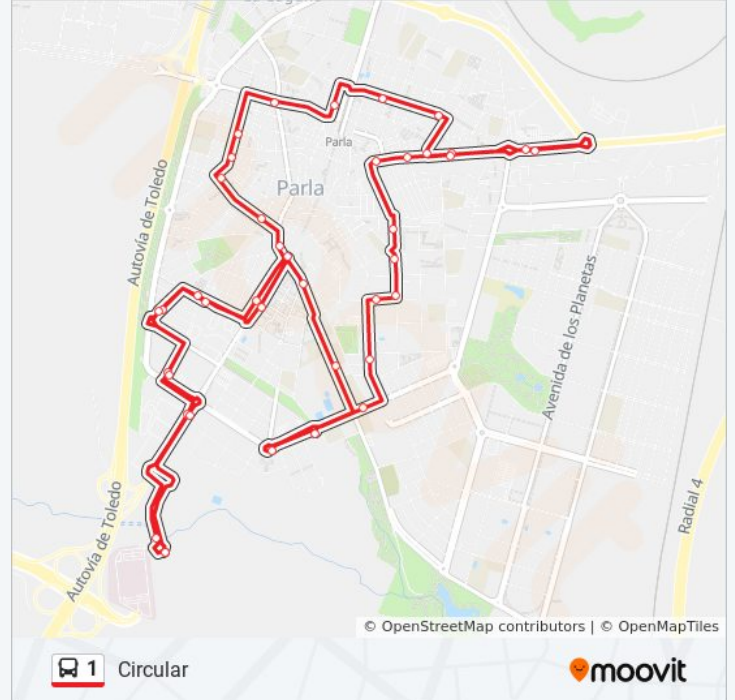 Parla
Parla
Autovía de Toledo
Avenida de los Planetas
Autovía de Toledo
Radial 4
© OpenStreetMap contributors | © OpenMapTiles
1 Circular
moovit